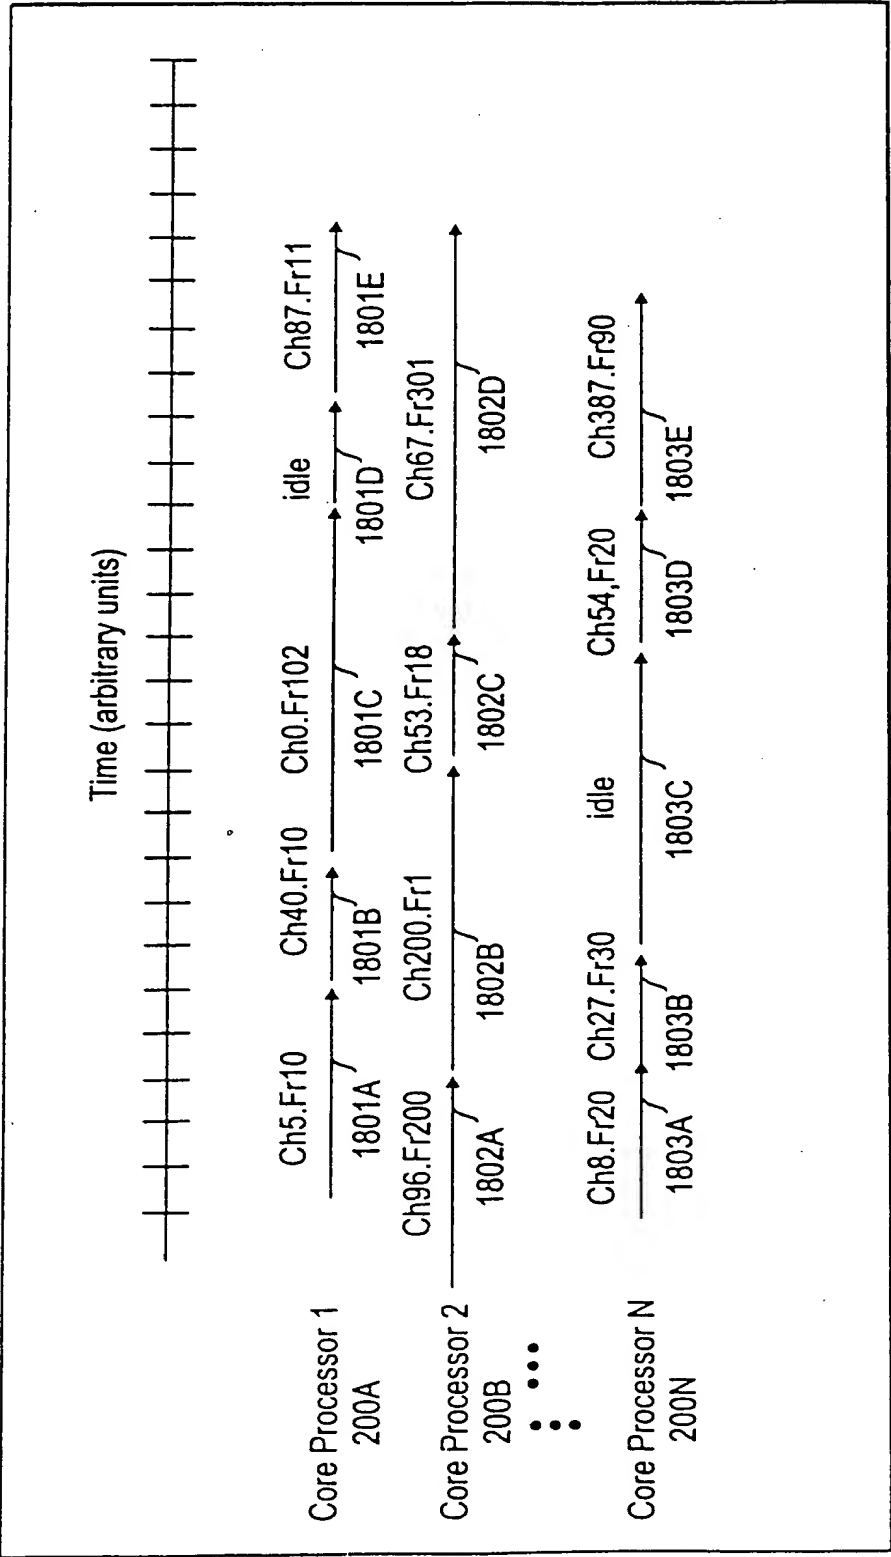 Time (arbitrary units)
Core Processor 1
200A
Ch5.Fr10
1801A
Ch40.Fr10
1801B
Ch0.Fr102
1801C
idle
1801D
Ch87.Fr11
1801E
Core Processor 2
200B
Ch96.Fr200
1802A
Ch200.Fr1
1802B
Ch53.Fr18
1802C
Ch67.Fr301
1802D
Core Processor N
200N
Ch8.Fr20
1803A
Ch27.Fr30
1803B
idle
1803C
Ch54,Fr20
1803D
Ch387.Fr90
1803E